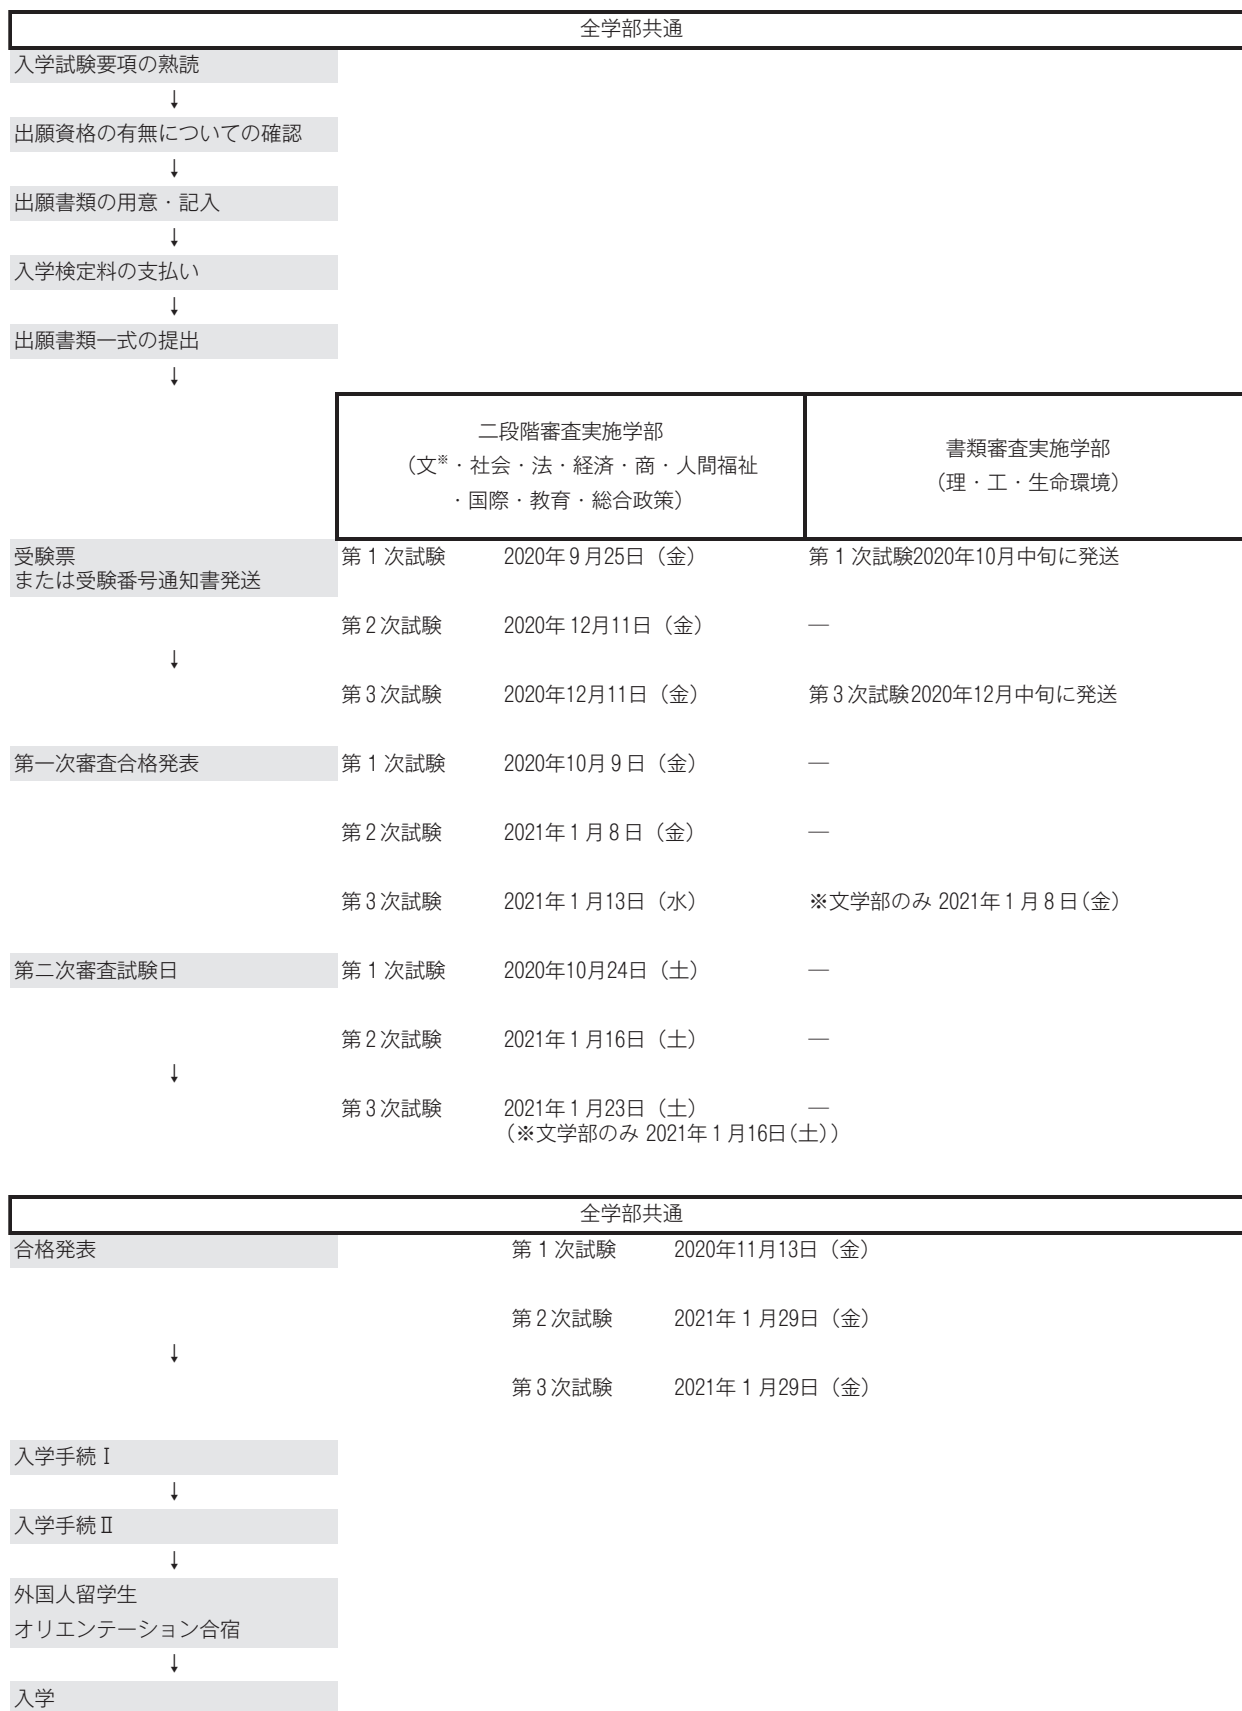 全学部共通
入学試験要項の熟読
↓
出願資格の有無についての確認
↓
出願書類の用意・記入
↓
入学検定料の支払い
↓
出願書類一式の提出
↓
二段階審査実施学部
（文※・社会・法・経済・商・人間福祉
・国際・教育・総合政策）
書類審査実施学部
（理・工・生命環境）
受験票
または受験番号通知書発送
第１次試験 2020年９月25日（金） 第１次試験2020年10月中旬に発送
第２次試験 2020年12月11日（金） ―
↓
第３次試験 2020年12月11日（金） 第３次試験2020年12月中旬に発送
第一次審査合格発表 第１次試験 2020年10月９日（金） ―
第２次試験 2021年１月８日（金） ―
第３次試験 2021年１月13日（水） ※文学部のみ 2021年１月８日（金）
第二次審査試験日 第１次試験 2020年10月24日（土） ―
第２次試験 2021年１月16日（土） ―
↓
第３次試験 2021年１月23日（土） ―
（※文学部のみ 2021年１月16日（土））
全学部共通
合格発表 第１次試験 2020年11月13日（金）
第２次試験 2021年１月29日（金）
↓
第３次試験 2021年１月29日（金）
入学手続Ⅰ
↓
入学手続Ⅱ
↓
外国人留学生
オリエンテーション合宿
↓
入学